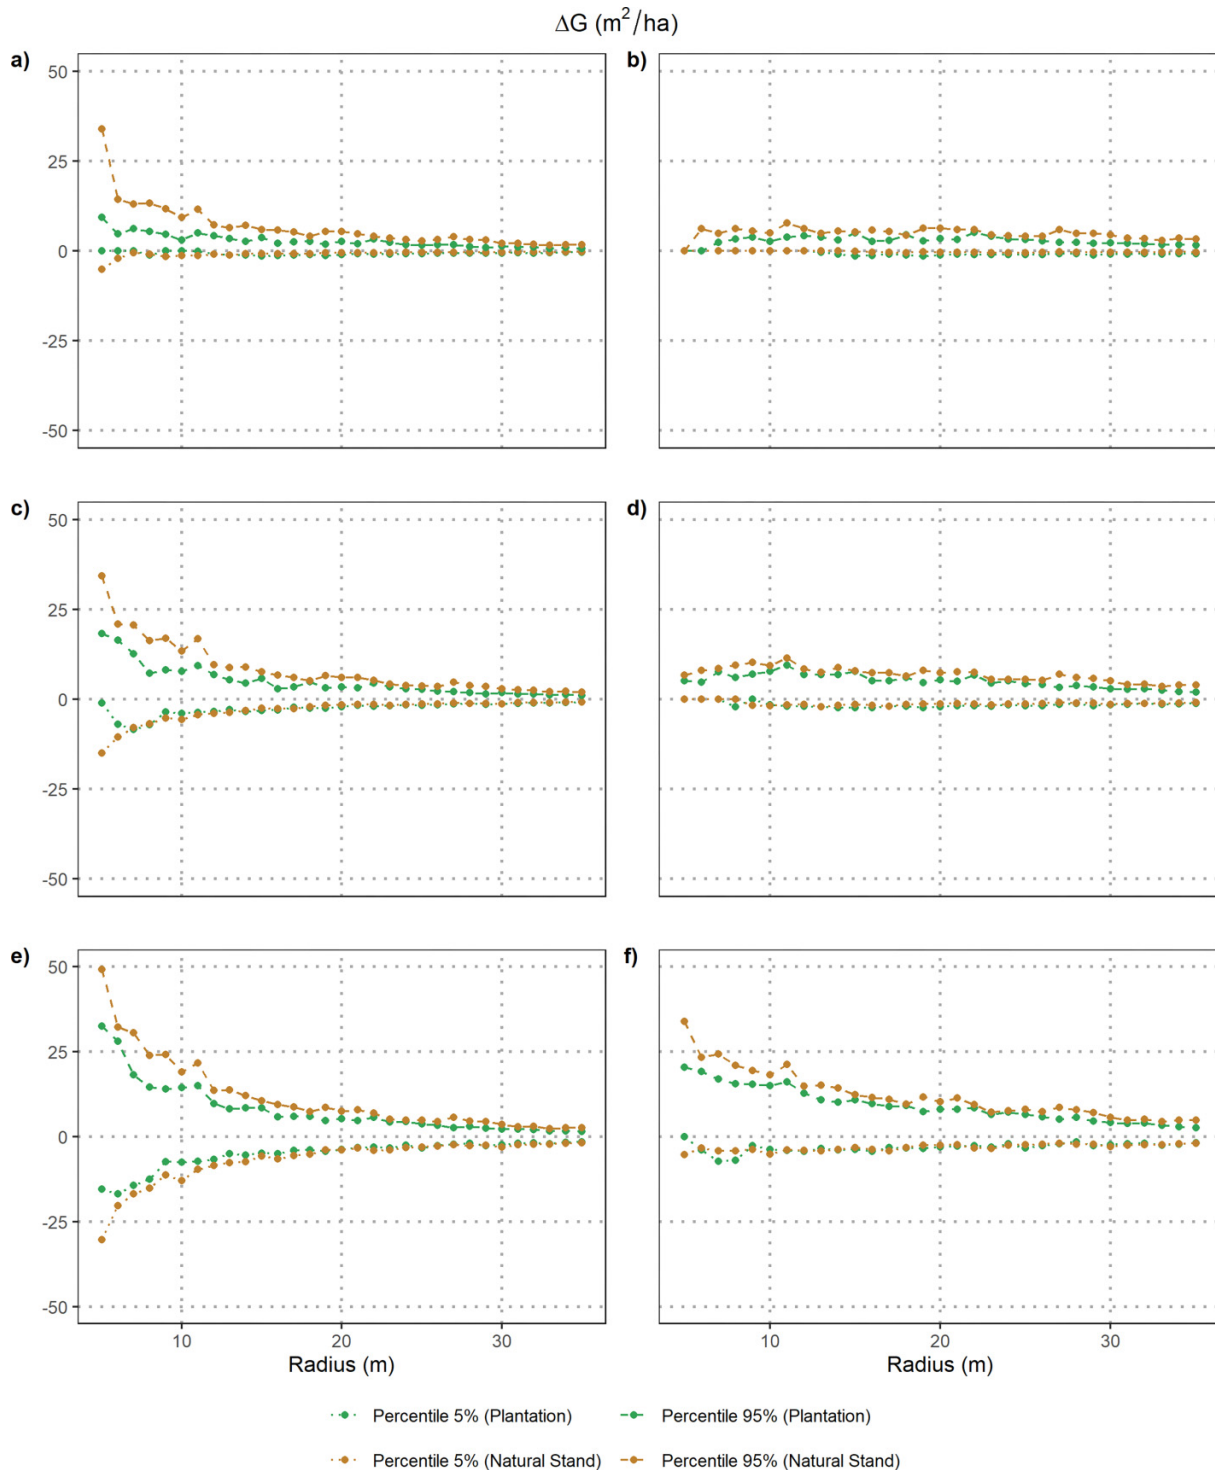 ΔG (m²/ha)
a)
b)
50
25
0
-25
-50
c)
d)
50
25
0
-25
-50
e)
f)
50
25
0
-25
-50
10 20 30 10 20 30
Radius (m) Radius (m)
Percentile 5% (Plantation) Percentile 95% (Plantation)
Percentile 5% (Natural Stand) Percentile 95% (Natural Stand)